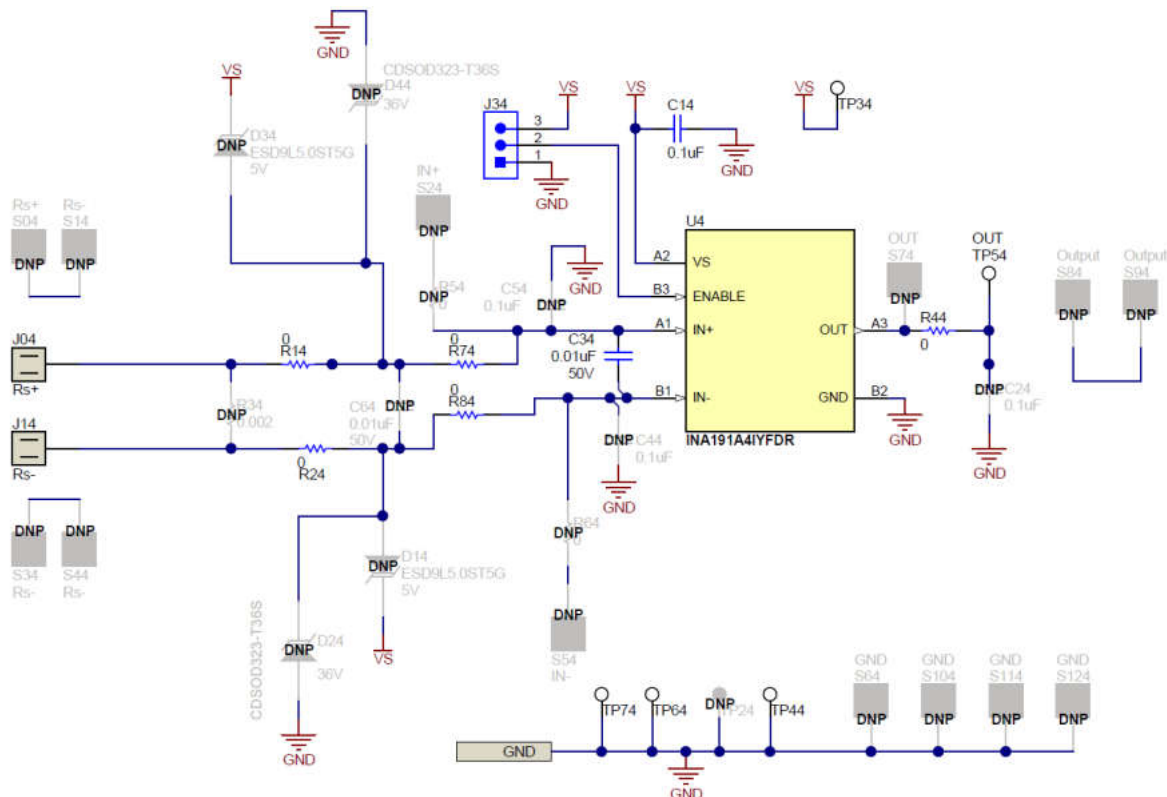 GND
CDSOD323-T36S
DNP
D44
36V
VS
DNP
D34
ESD9L5.0ST5G
5V
J34
3
2
1
VS
GND
VS
C14
0.1uF
GND
VS
TP34
Rs+
S04
DNP
Rs-
S14
DNP
IN+
S24
DNP
DNP
R54
0
C54
0.1uF
DNP
GND
U4
A2
VS
B3
ENABLE
A1
IN+
B1
IN-
OUT
A3
GND
B2
INA191A4IYFDR
GND
OUT
S74
DNP
R44
0
OUT
TP54
DNP
C24
0.1uF
GND
Output
S84
DNP
Output
S94
DNP
J04
Rs+
0
R14
0
R74
C34
0.01uF
50V
J14
Rs-
DNP
R34
0.002
0
R24
C64
0.01uF
50V
DNP
0
R84
DNP
C44
0.1uF
GND
DNP
S34
Rs-
DNP
S44
Rs-
DNP
D14
ESD9L5.0ST5G
5V
VS
CDSOD323-T36S
DNP
D24
36V
GND
DNP
R64
0
DNP
S54
IN-
GND
TP74
TP64
DNP
TP24
TP44
GND
GND
S64
DNP
GND
S104
DNP
GND
S114
DNP
GND
S124
DNP